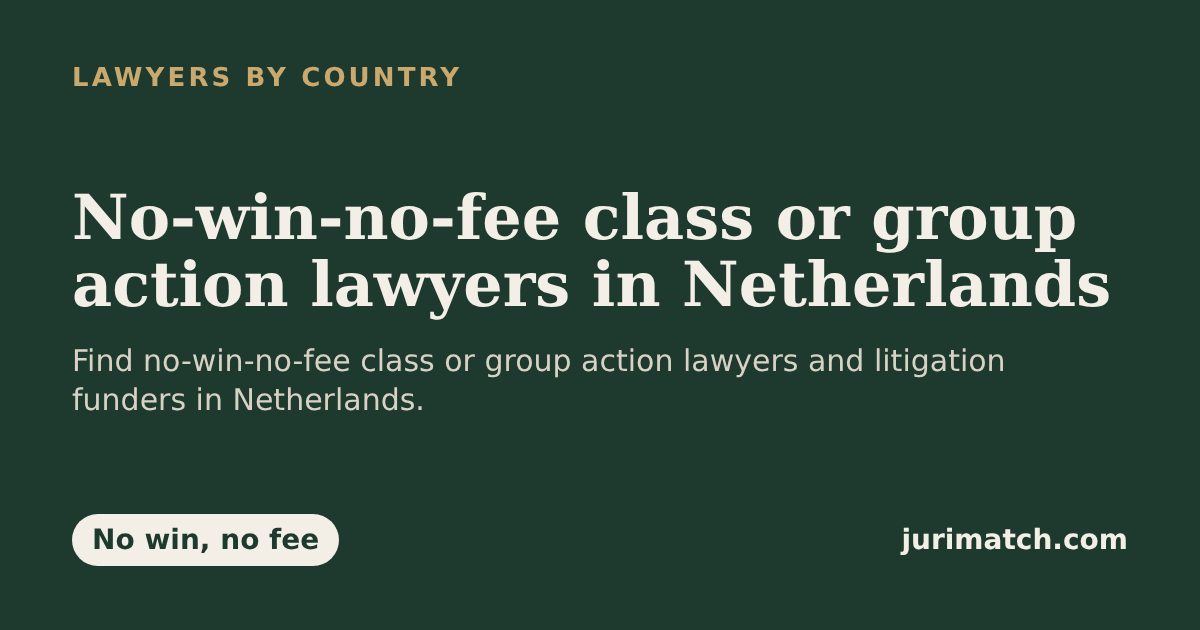 LAWYERS BY COUNTRY
No-win-no-fee class or group
action lawyers in Netherlands
Find no-win-no-fee class or group action lawyers and litigation
funders in Netherlands.
No win, no fee
jurimatch.com